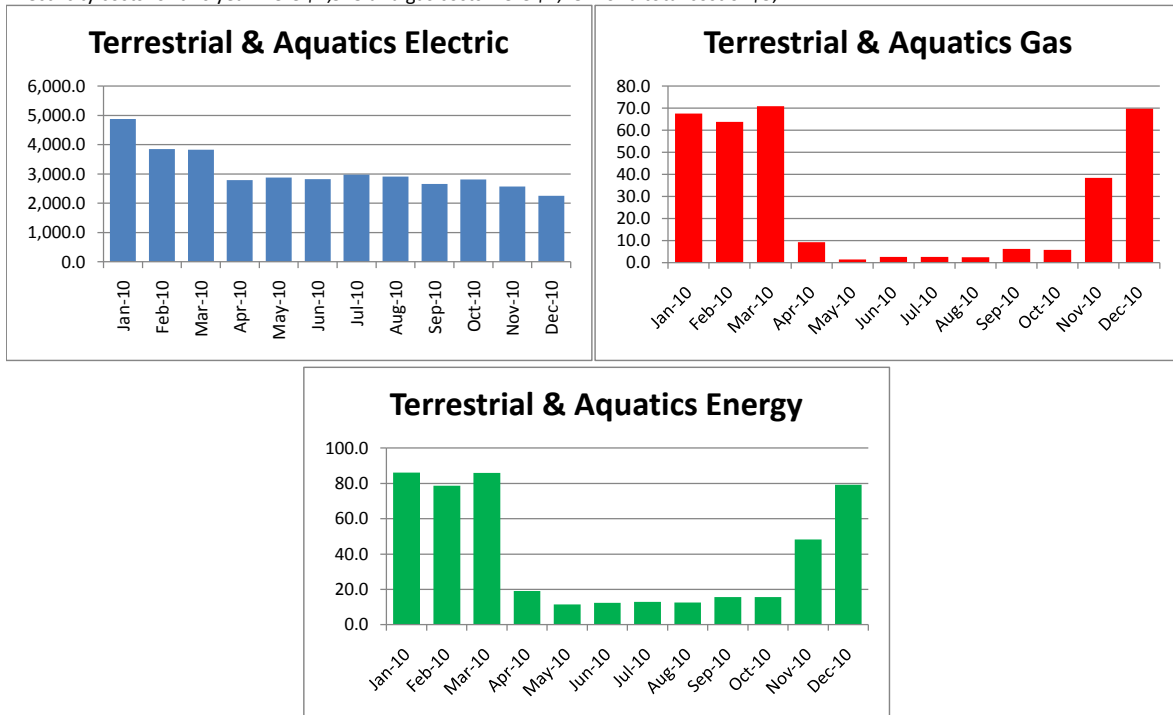 Terrestrial & Aquatics Electric
6,000.0
5,000.0
4,000.0
3,000.0
2,000.0
1,000.0
0.0
Jan-10
Feb-10
Mar-10
Apr-10
May-10
Jun-10
Jul-10
Aug-10
Sep-10
Oct-10
Nov-10
Dec-10
Terrestrial & Aquatics Gas
80.0
70.0
60.0
50.0
40.0
30.0
20.0
10.0
0.0
Jan-10
Feb-10
Mar-10
Apr-10
May-10
Jun-10
Jul-10
Aug-10
Sep-10
Oct-10
Nov-10
Dec-10
Terrestrial & Aquatics Energy
100.0
80.0
60.0
40.0
20.0
0.0
Jan-10
Feb-10
Mar-10
Apr-10
May-10
Jun-10
Jul-10
Aug-10
Sep-10
Oct-10
Nov-10
Dec-10